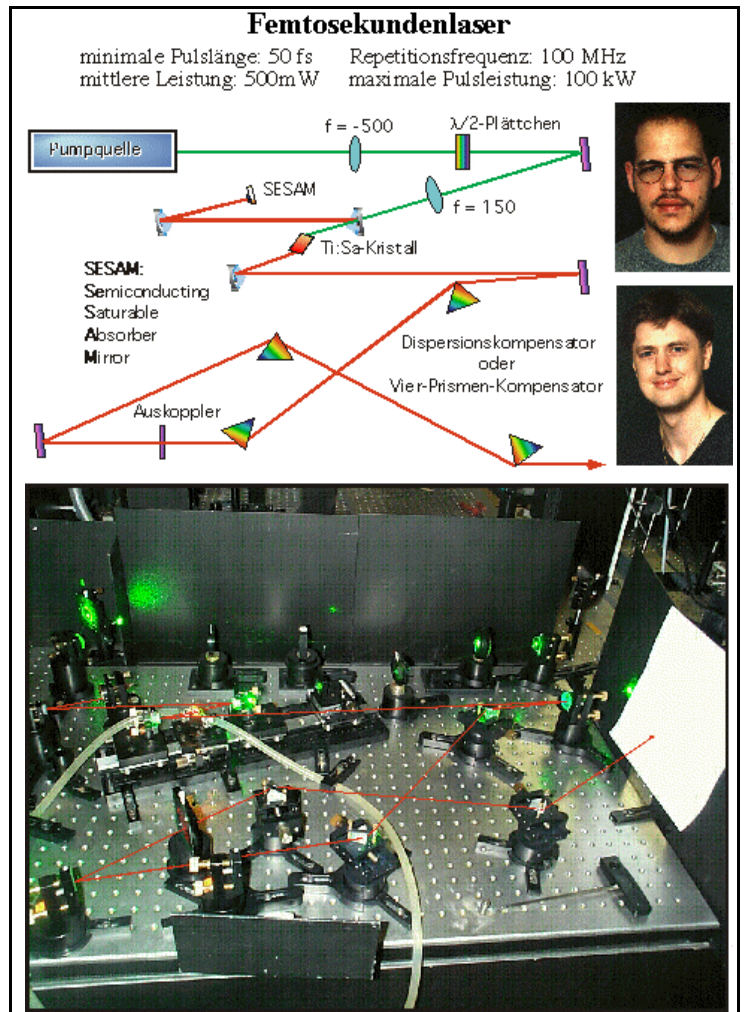 Femtosekundenlaser
minimale Pulslänge: 50 fs Repetitionsfrequenz: 100 MHz
mittlere Leistung: 500mW maximale Pulsleistung: 100 kW
Pumpquelle
f = -500
λ/2-Plättchen
SESAM
f = 150
Ti:Sa-Kristall
SESAM:
Semiconducting
Saturable
Absorber
Mirror
Dispersionskompensator
oder
Vier-Prismen-Kompensator
Auskoppler